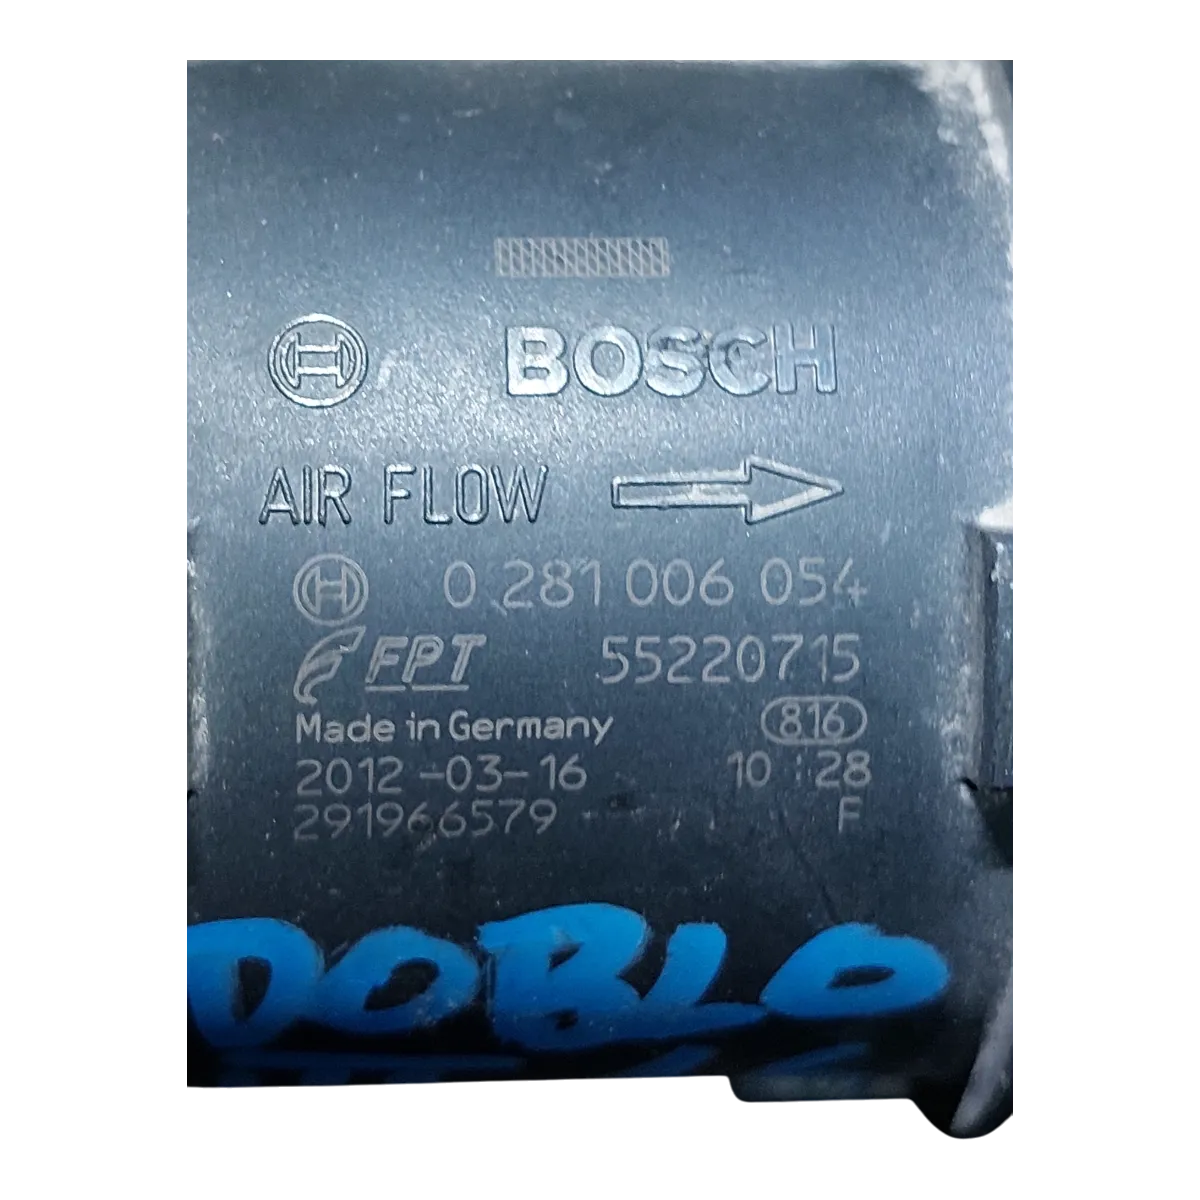 BOSCH
AIR FLOW
0 281 006 054
FPT 55220715
Made in Germany 816
2012-03-16 10:28
291966579 F
DOBLO